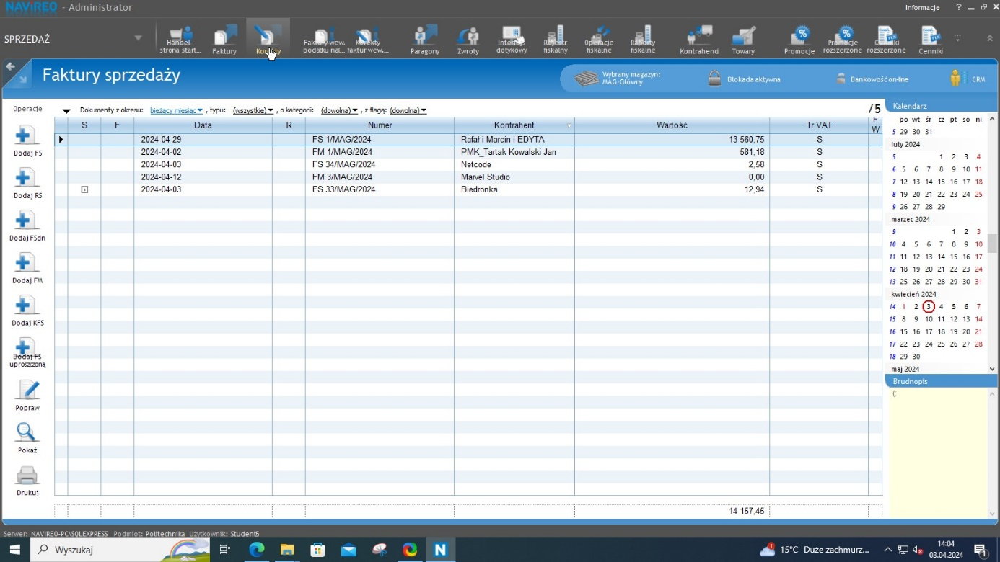 NAVIREO - Administrator
Informacje ?
SPRZEDAŻ
Handel -
strona start...
Faktury
Korekty
Faktury wew.
podatku nal...
Korekty
faktur wew....
Paragony
Zwroty
Interfejs
dotykowy
Rejestr
fiskalny
Operacje
fiskalne
Raporty
fiskalne
Kontrahenci
Towary
Promocje
Promocje
rozszerzone
Cenniki
rozszerzone
Cenniki
Faktury sprzedaży
Wybrany magazyn:
MAG-Główny
Blokada aktywna
Bankowość on-line
CRM
Operacje
Dodaj FS
Dodaj RS
Dodaj FSdn
Dodaj FM
Dodaj KFS
Dodaj FS
uproszczoną
Popraw
Pokaż
Drukuj
Dokumenty z okresu: bieżący miesiąc , typu: (wszystkie) , o kategorii: (dowolna) , z flagą: (dowolna) /5
S F Data R Numer Kontrahent Wartość Tr.VAT F W
2024-04-29 FS 1/MAG/2024 Rafał i Marcin i EDYTA 13 560,75 S
2024-04-02 FM 1/MAG/2024 PMK_Tartak Kowalski Jan 581,18 S
2024-04-03 FS 34/MAG/2024 Netcode 2,58 S
2024-04-12 FM 3/MAG/2024 Marvel Studio 0,00 S
2024-04-03 FS 33/MAG/2024 Biedronka 12,94 S
14 157,45
Kalendarz
po wt śr cz pt so ni
5 29 30 31
luty 2024
5 1 2 3 4
6 5 6 7 8 9 10 11
7 12 13 14 15 16 17 18
8 19 20 21 22 23 24 25
9 26 27 28 29
marzec 2024
9 1 2 3
10 4 5 6 7 8 9 10
11 11 12 13 14 15 16 17
12 18 19 20 21 22 23 24
13 25 26 27 28 29 30 31
kwiecień 2024
14 1 2 3 4 5 6 7
15 8 9 10 11 12 13 14
16 15 16 17 18 19 20 21
17 22 23 24 25 26 27 28
18 29 30
maj 2024
Brudnopis
(:
Serwer: NAVIREO-PC\SQLEXPRESS Podmiot: Politechnika Użytkownik: Student5
Wyszukaj
15°C Duże zachmurz...
14:04
03.04.2024
1